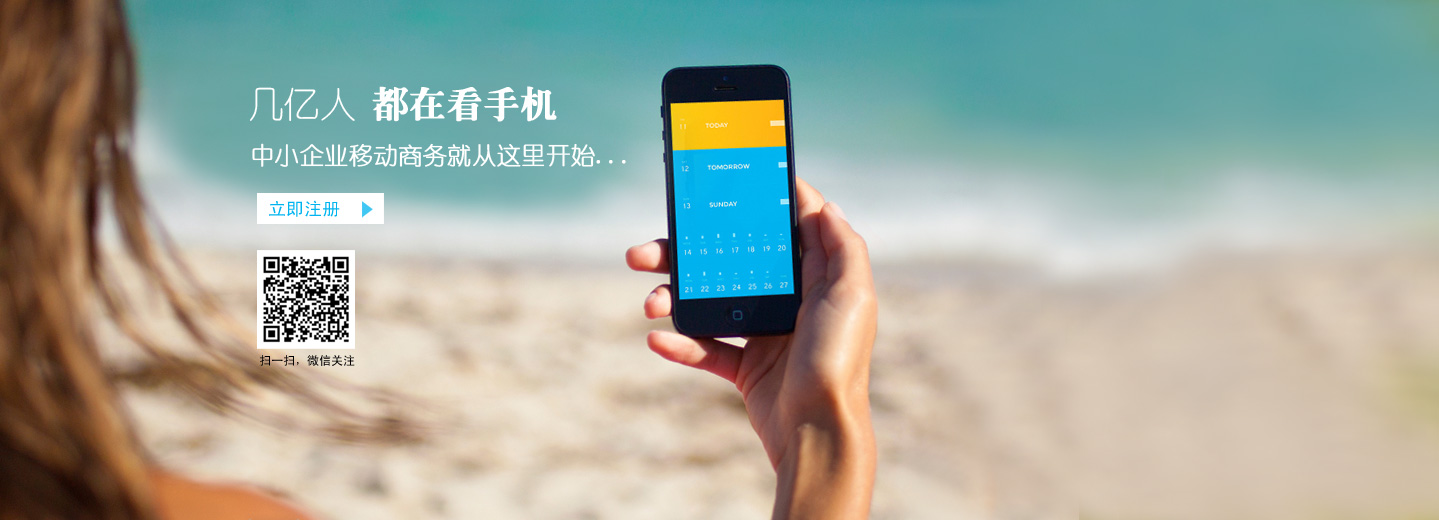 几亿人 都在看手机
中小企业移动商务就从这里开始...
立即注册
扫一扫，微信关注
11 TODAY
12 TOMORROW
13 SUNDAY
14 15 16 17 18 19 20
21 22 23 24 25 26 27